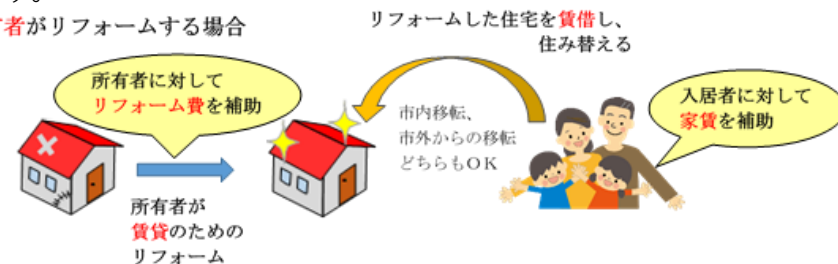 す。
有者がリフォームする場合
リフォームした住宅を賃借し、
住み替える
所有者に対して
リフォーム費を補助
市内移転、
市外からの移転
どちらもOK
入居者に対して
家賃を補助
所有者が
賃貸のための
リフォーム